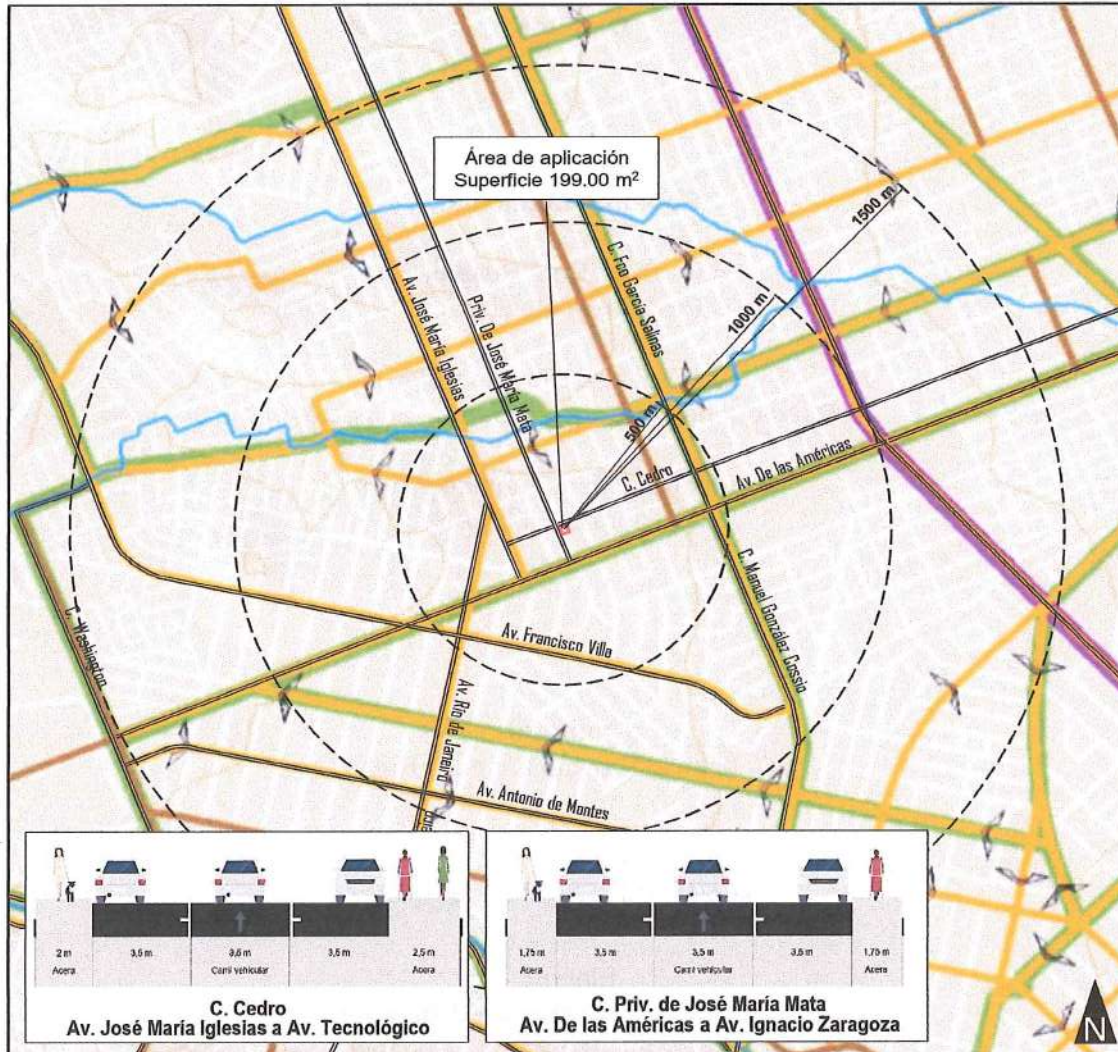 Área de aplicación
Superficie 199.00 m²
1500 m
1000 m
500 m
Av. José María Iglesias
Priv. De José María Mata
C. Fco García Salinas
C. Cedro
Av. De las Américas
C. Manuel González Cossio
Av. Francisco Villa
C. Washington
Av. Río de Janeiro
Av. Antonio de Montes
2 m
3,5 m
3,5 m
3,5 m
2,5 m
Acera
Carril vehicular
Acera
C. Cedro
Av. José María Iglesias a Av. Tecnológico
1,75 m
3,5 m
3,5 m
3,5 m
1,75 m
Acera
Carril vehicular
Acera
C. Priv. de José María Mata
Av. De las Américas a Av. Ignacio Zaragoza
N